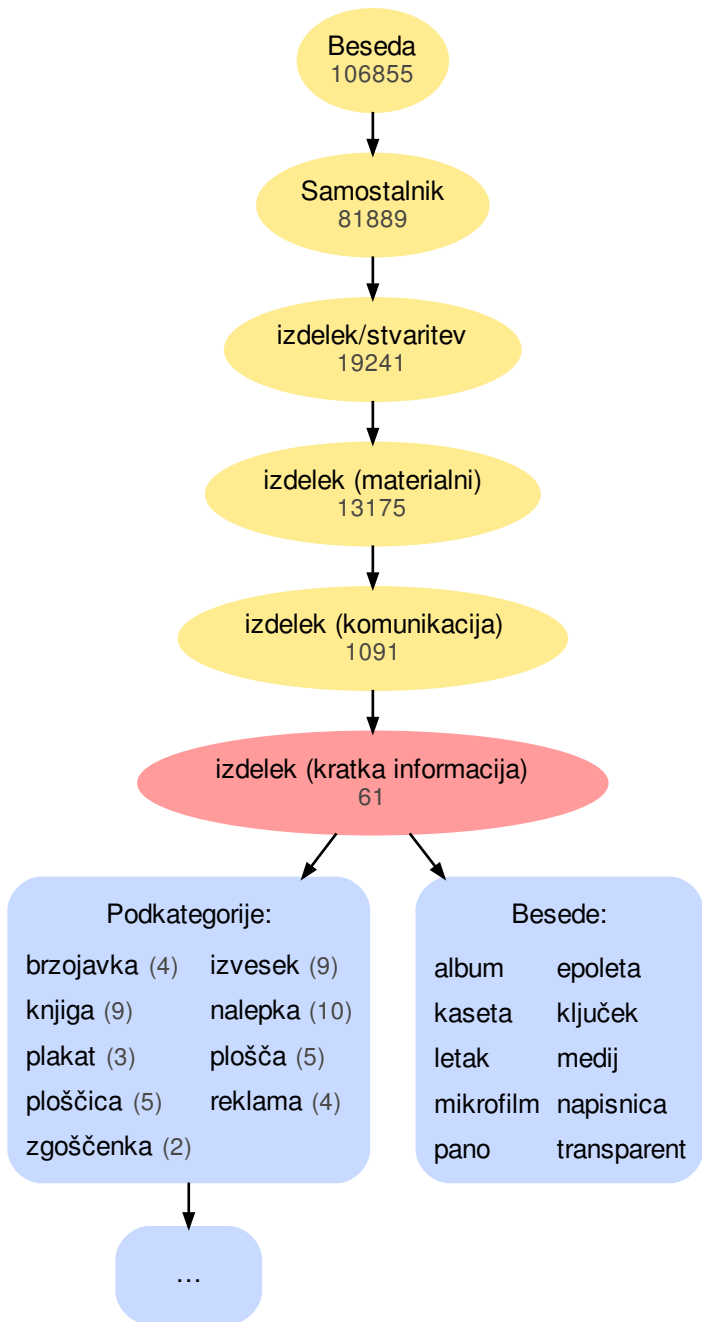 Beseda
106855
Samostalnik
81889
izdelek/stvaritev
19241
izdelek (materialni)
13175
izdelek (komunikacija)
1091
izdelek (kratka informacija)
61
Podkategorije:
brzojavka (4) izvesek (9)
knjiga (9) nalepka (10)
plakat (3) plošča (5)
ploščica (5) reklama (4)
zgoščenka (2)
Besede:
album epoleta
kaseta ključek
letak medij
mikrofilm napisnica
pano transparent
...